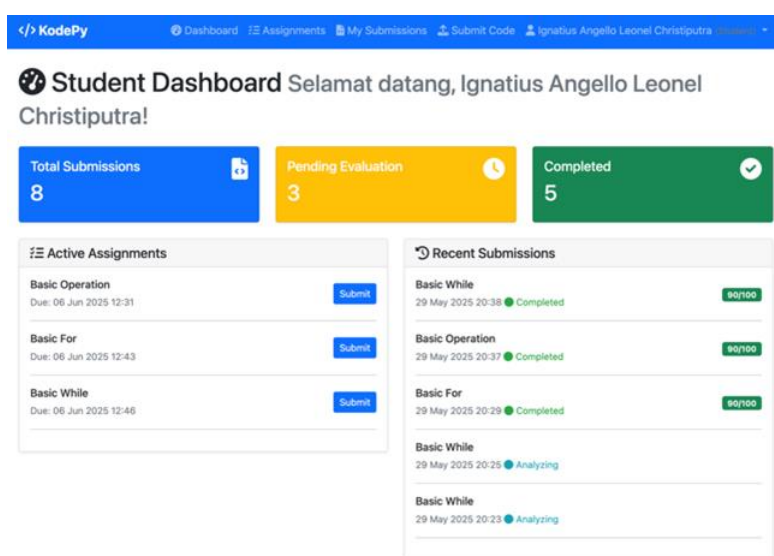 </> KodePy Dashboard Assignments My Submissions Submit Code Ignatius Angello Leonel Christiputra (student)
Student Dashboard Selamat datang, Ignatius Angello Leonel
Christiputra!
Total Submissions
8
Pending Evaluation
3
Completed
5
Active Assignments
Basic Operation
Due: 06 Jun 2025 12:31
Submit
Basic For
Due: 06 Jun 2025 12:43
Submit
Basic While
Due: 06 Jun 2025 12:46
Submit
Recent Submissions
Basic While
29 May 2025 20:38 Completed
90/100
Basic Operation
29 May 2025 20:37 Completed
90/100
Basic For
29 May 2025 20:29 Completed
90/100
Basic While
29 May 2025 20:25 Analyzing
Basic While
29 May 2025 20:23 Analyzing